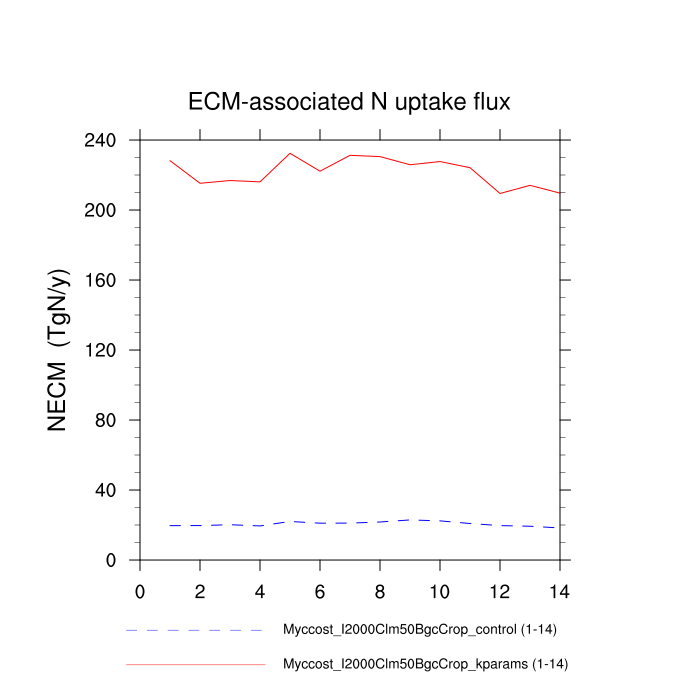 ECM-associated N uptake flux
NECM (TgN/y)
240
200
160
120
80
40
0
0 2 4 6 8 10 12 14
Myccost_I2000Clm50BgcCrop_control (1-14)
Myccost_I2000Clm50BgcCrop_kparams (1-14)